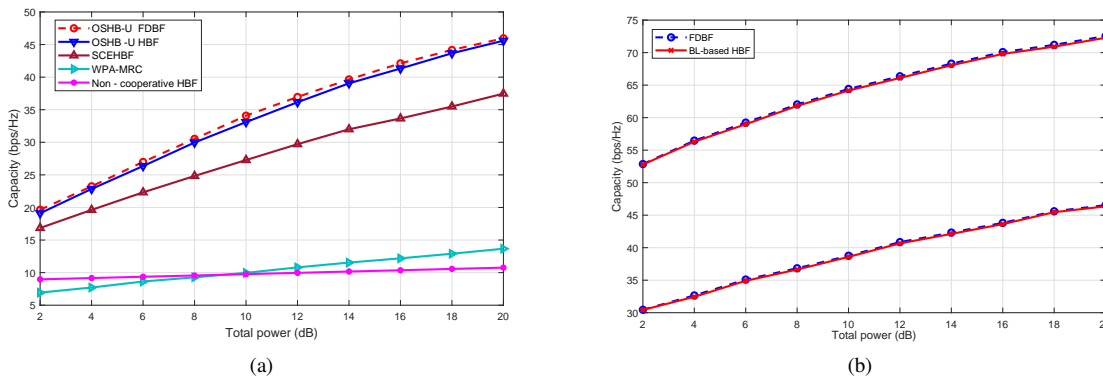 OSHB-U FDBF
OSHB -U HBF
SCEHBF
WPA-MRC
Non - cooperative HBF
Capacity (bps/Hz)
50
45
40
35
30
25
20
15
10
5
2 4 6 8 10 12 14 16 18 20
Total power (dB)
(a)
FDBF
BL-based HBF
Capacity (bps/Hz)
75
70
65
60
55
50
45
40
35
30
2 4 6 8 10 12 14 16 18
Total power (dB)
(b)